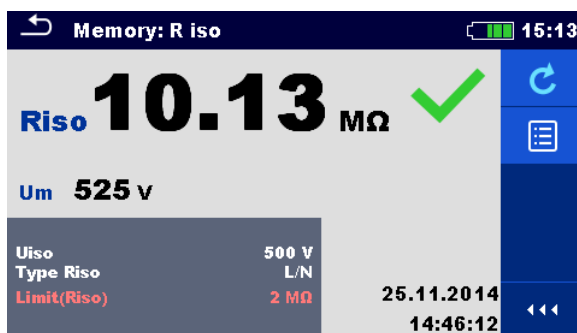 Memory: R iso 15:13
Riso 10.13 MΩ
Um 525 V
Uiso 500 V
Type Riso L/N
Limit(Riso) 2 MΩ
25.11.2014
14:46:12